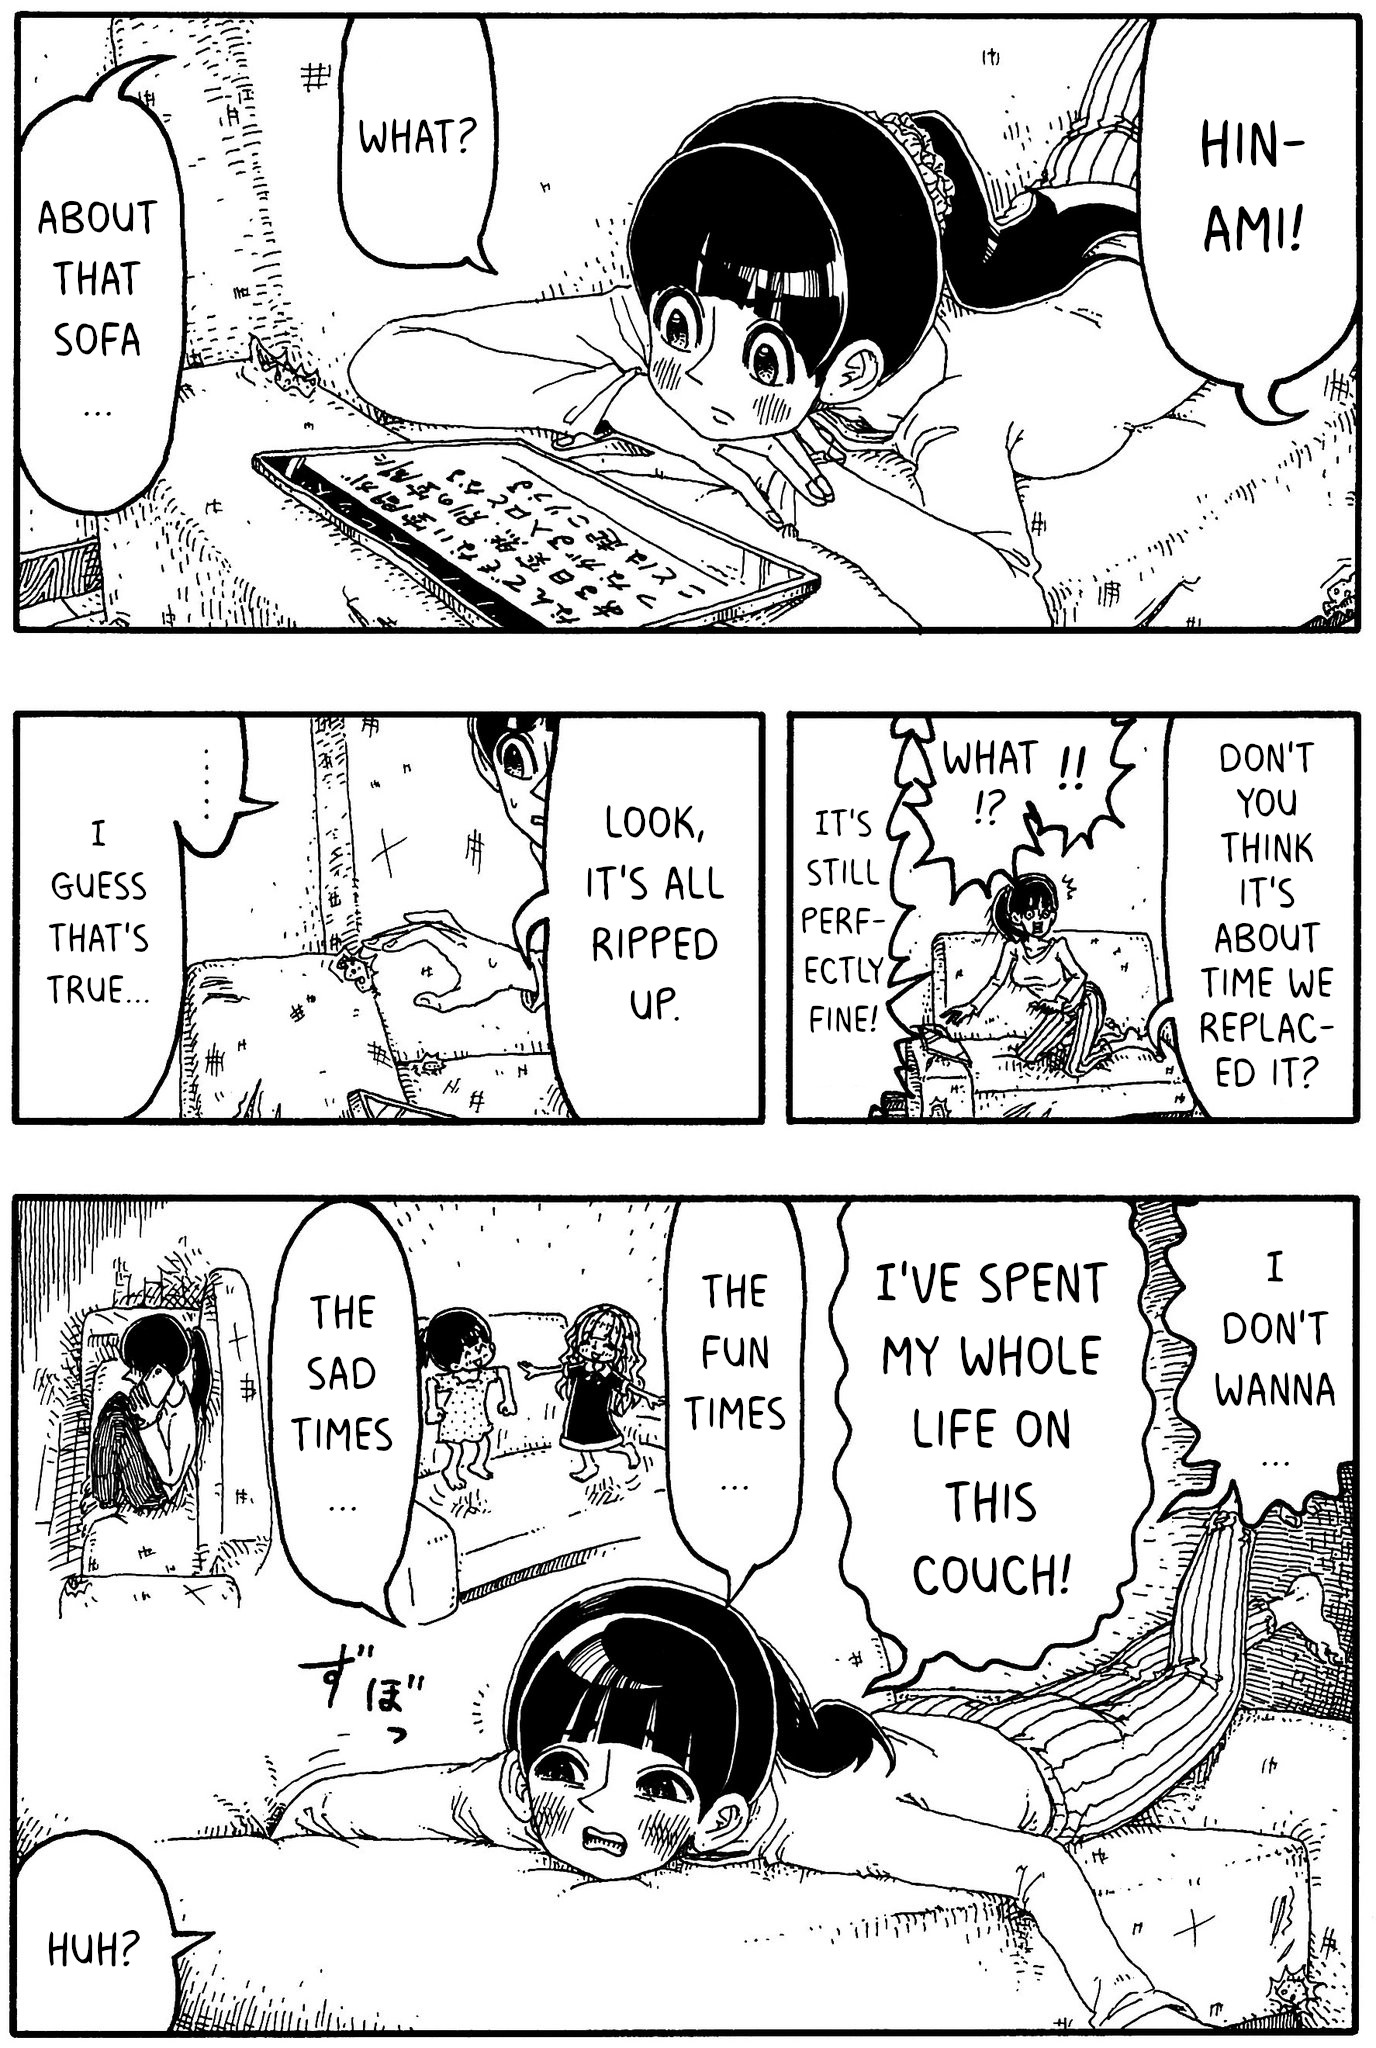 HIN-
AMI!
WHAT?
ABOUT
THAT
SOFA
...
DON'T
YOU
THINK
IT'S
ABOUT
TIME WE
REPLAC-
ED IT?
WHAT !!
!?
IT'S
STILL
PERF-
ECTLY
FINE!
LOOK,
IT'S ALL
RIPPED
UP.
.....
I
GUESS
THAT'S
TRUE...
I
DON'T
WANNA
...
I'VE SPENT
MY WHOLE
LIFE ON
THIS
COUCH!
THE
FUN
TIMES
...
THE
SAD
TIMES
...
ず"ぼっ
HUH?